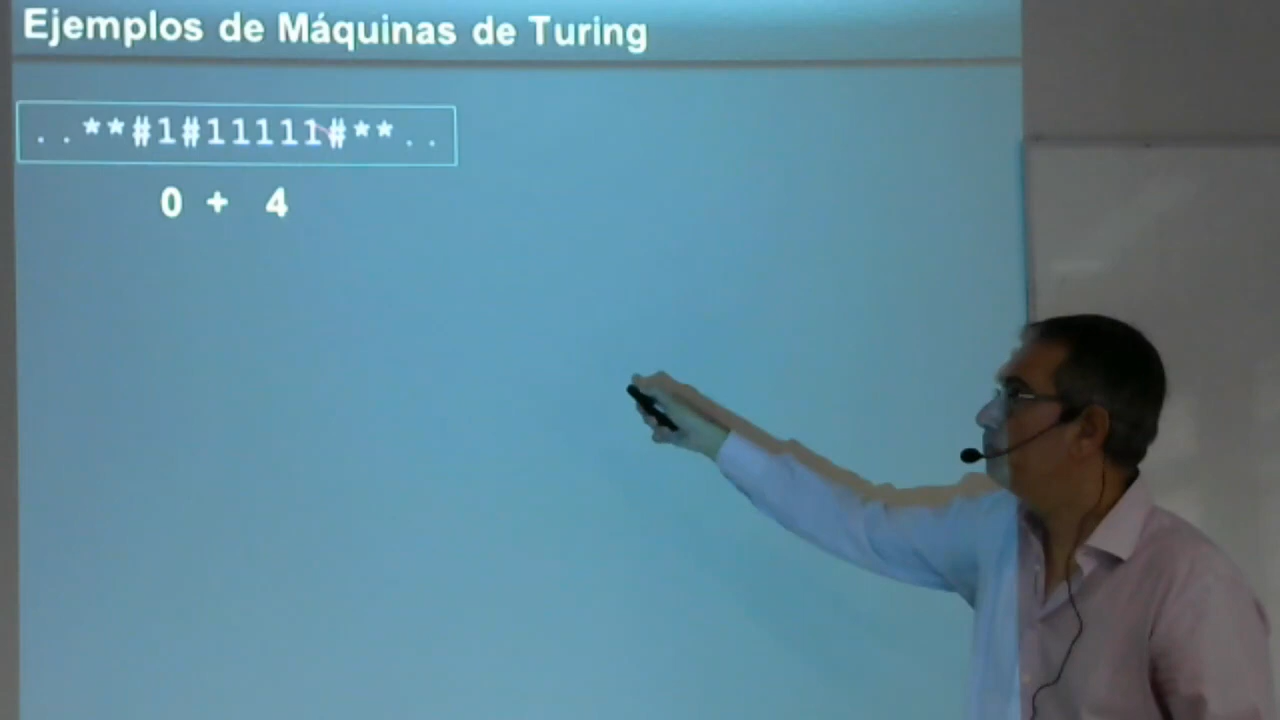 Ejemplos de Máquinas de Turing
..**#1#11111#**..
0 + 4